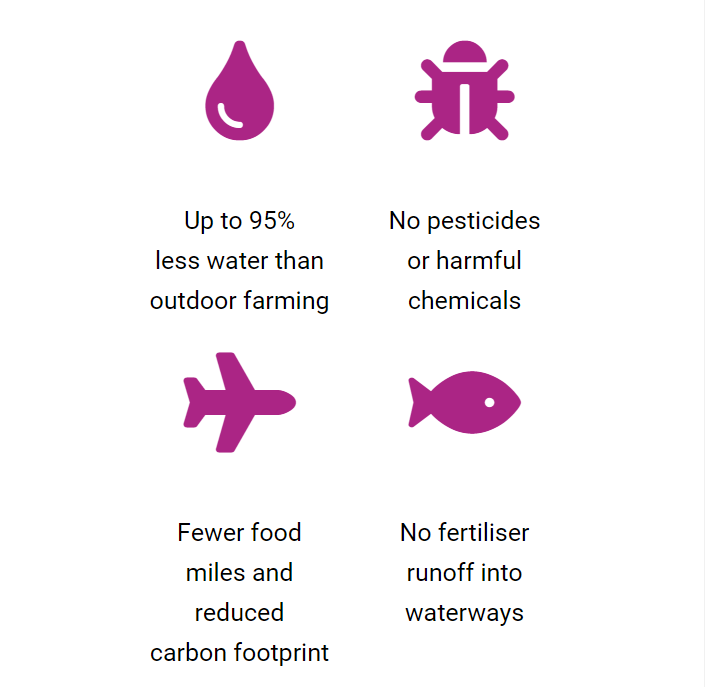 Up to 95%
less water than
outdoor farming
No pesticides
or harmful
chemicals
Fewer food
miles and
reduced
carbon footprint
No fertiliser
runoff into
waterways